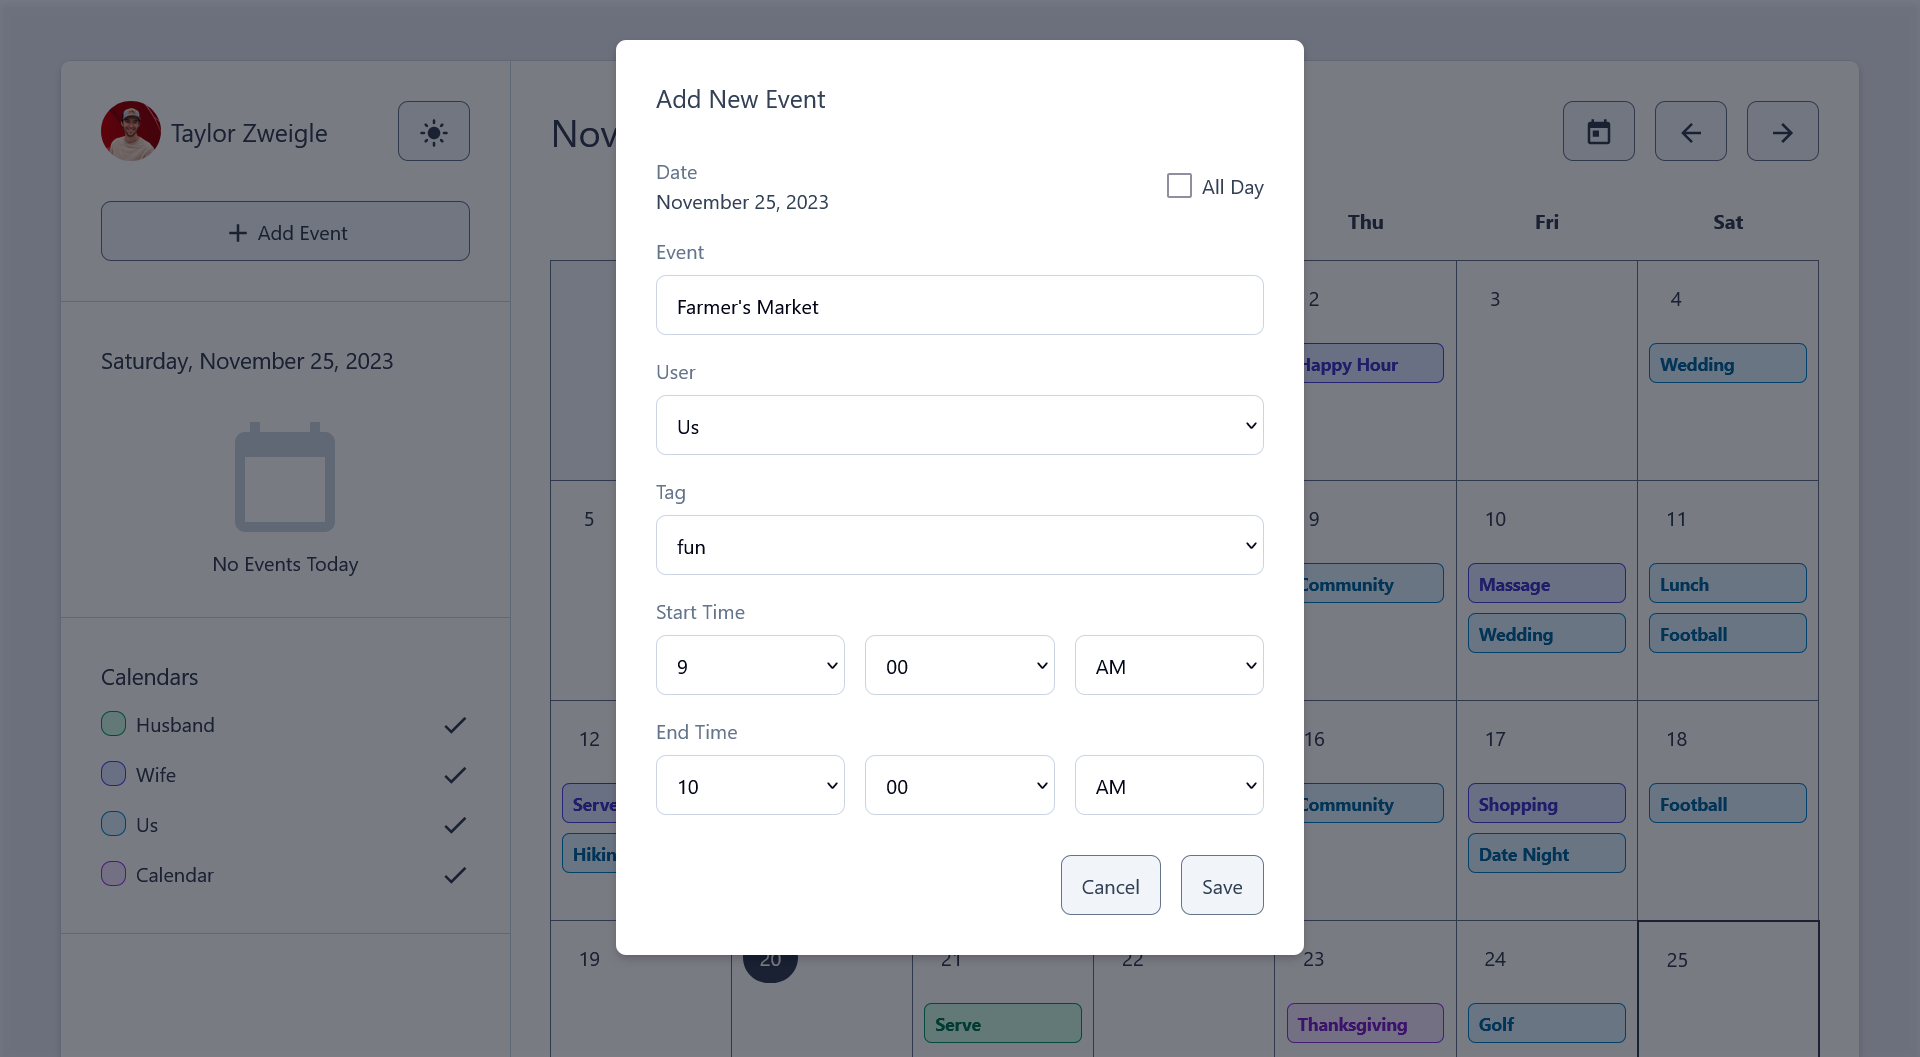 Taylor Zweigle
Add Event
Saturday, November 25, 2023
No Events Today
Calendars
Husband
Wife
Us
Calendar
Add New Event
Date
November 25, 2023
All Day
Event
Farmer's Market
User
Us
Tag
fun
Start Time
9 00 AM
End Time
10 00 AM
Cancel Save
Nov
Thu Fri Sat
2 3 4
Happy Hour Wedding
5 9 10 11
Community Massage Lunch
Wedding Football
12 16 17 18
Serve Community Shopping Football
Hikin Date Night
19 20 21 22 23 24 25
Serve Thanksgiving Golf